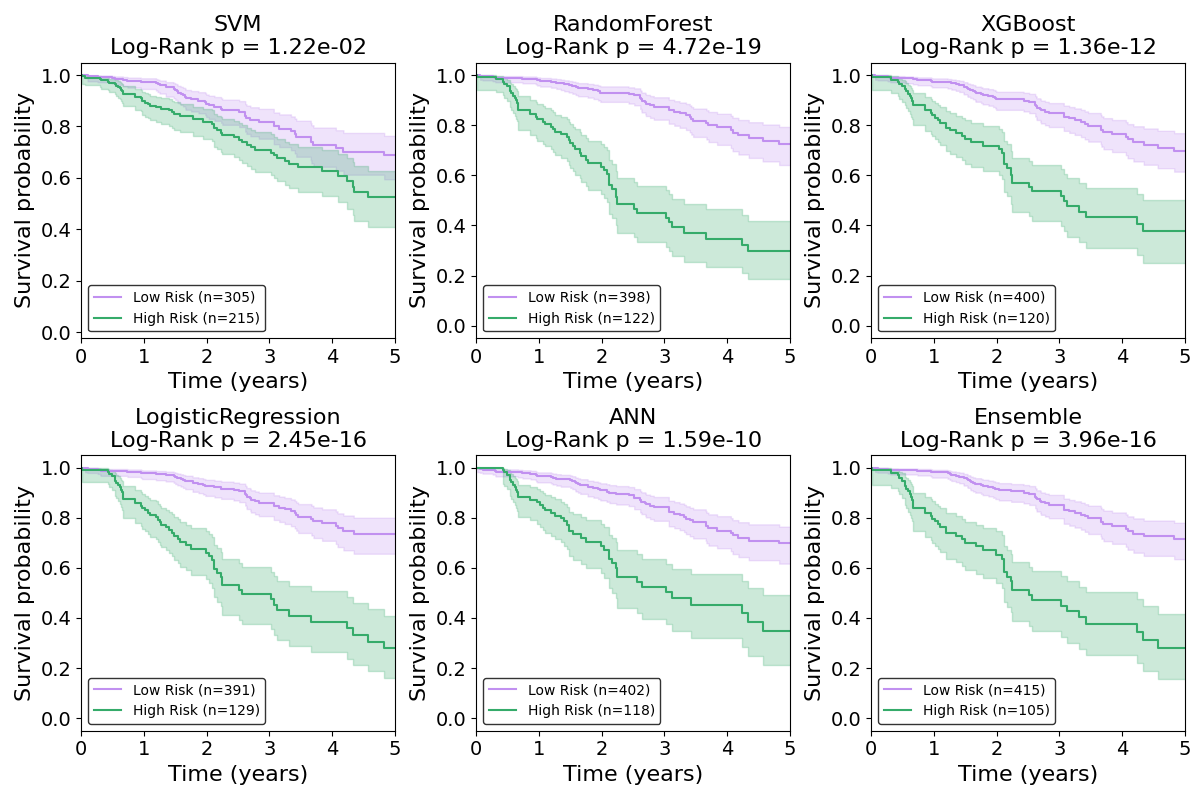 SVM
Log-Rank p = 1.22e-02
Survival probability
1.0
0.8
0.6
0.4
0.2
0.0
Low Risk (n=305)
High Risk (n=215)
0 1 2 3 4 5
Time (years)
RandomForest
Log-Rank p = 4.72e-19
Survival probability
1.0
0.8
0.6
0.4
0.2
0.0
Low Risk (n=398)
High Risk (n=122)
0 1 2 3 4 5
Time (years)
XGBoost
Log-Rank p = 1.36e-12
Survival probability
1.0
0.8
0.6
0.4
0.2
0.0
Low Risk (n=400)
High Risk (n=120)
0 1 2 3 4 5
Time (years)
LogisticRegression
Log-Rank p = 2.45e-16
Survival probability
1.0
0.8
0.6
0.4
0.2
0.0
Low Risk (n=391)
High Risk (n=129)
0 1 2 3 4 5
Time (years)
ANN
Log-Rank p = 1.59e-10
Survival probability
1.0
0.8
0.6
0.4
0.2
0.0
Low Risk (n=402)
High Risk (n=118)
0 1 2 3 4 5
Time (years)
Ensemble
Log-Rank p = 3.96e-16
Survival probability
1.0
0.8
0.6
0.4
0.2
0.0
Low Risk (n=415)
High Risk (n=105)
0 1 2 3 4 5
Time (years)